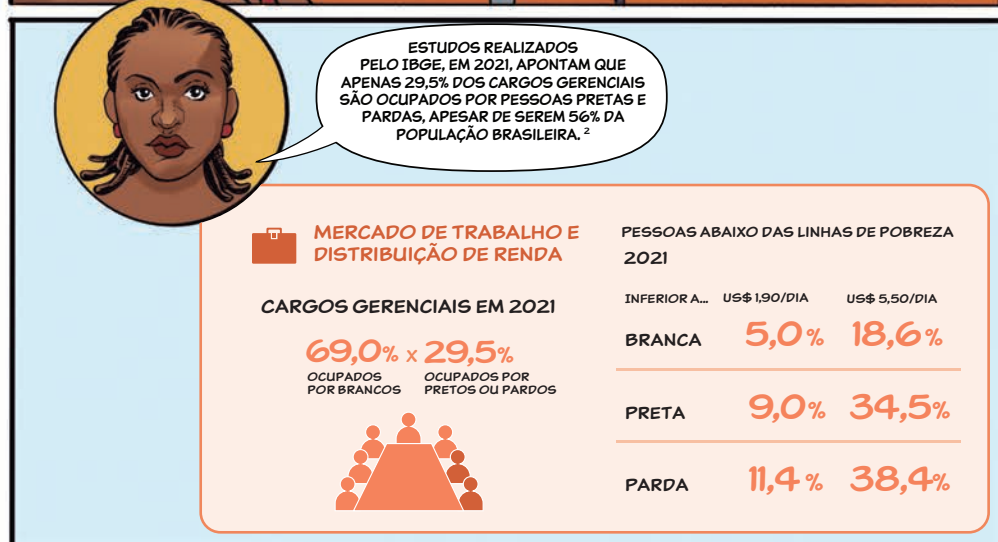 ESTUDOS REALIZADOS
PELO IBGE, EM 2021, APONTAM QUE
APENAS 29,5% DOS CARGOS GERENCIAIS
SÃO OCUPADOS POR PESSOAS PRETAS E
PARDAS, APESAR DE SEREM 56% DA
POPULAÇÃO BRASILEIRA. ²
MERCADO DE TRABALHO E
DISTRIBUIÇÃO DE RENDA
CARGOS GERENCIAIS EM 2021
69,0% x 29,5%
OCUPADOS POR BRANCOS
OCUPADOS POR PRETOS OU PARDOS
PESSOAS ABAIXO DAS LINHAS DE POBREZA
2021
INFERIOR A... US$ 1,90/DIA US$ 5,50/DIA
BRANCA 5,0% 18,6%
PRETA 9,0% 34,5%
PARDA 11,4% 38,4%